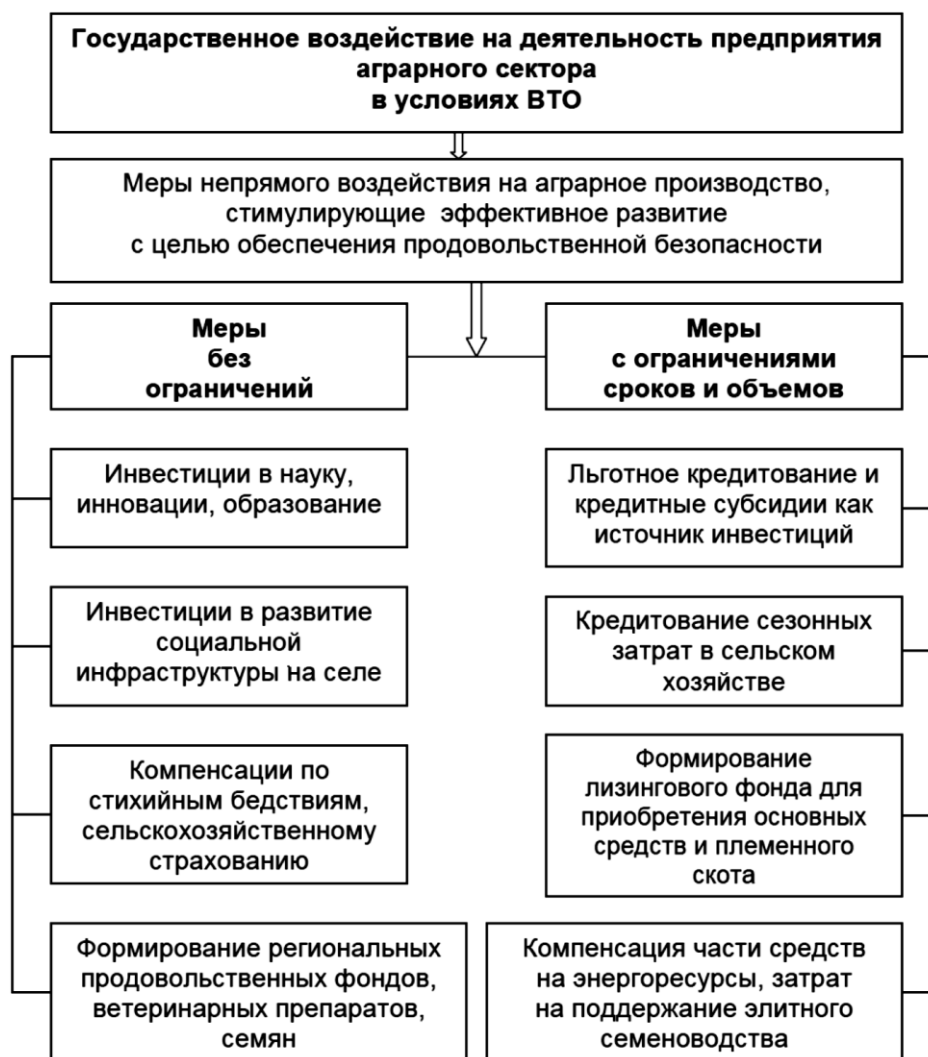 Государственное воздействие на деятельность предприятия
аграрного сектора
в условиях ВТО
Меры непрямого воздействия на аграрное производство,
стимулирующие эффективное развитие
с целью обеспечения продовольственной безопасности
Меры
без
ограничений
Меры
с ограничениями
сроков и объемов
Инвестиции в науку,
инновации, образование
Льготное кредитование и
кредитные субсидии как
источник инвестиций
Инвестиции в развитие
социальной
инфраструктуры на селе
Кредитование сезонных
затрат в сельском
хозяйстве
Компенсации по
стихийным бедствиям,
сельскохозяйственному
страхованию
Формирование
лизингового фонда для
приобретения основных
средств и племенного
скота
Формирование региональных
продовольственных фондов,
ветеринарных препаратов,
семян
Компенсация части средств
на энергоресурсы, затрат
на поддержание элитного
семеноводства